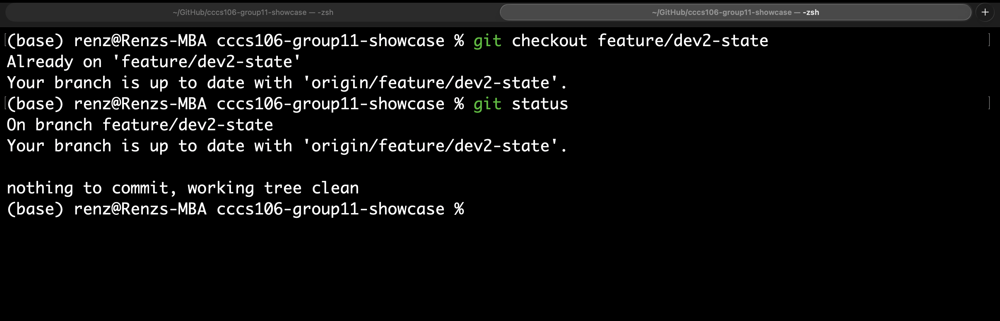 ~/GitHub/cccs106-group11-showcase — -zsh
~/GitHub/cccs106-group11-showcase — -zsh
+
[(base) renz@Renzs-MBA cccs106-group11-showcase % git checkout feature/dev2-state ]
Already on 'feature/dev2-state'
Your branch is up to date with 'origin/feature/dev2-state'.
[(base) renz@Renzs-MBA cccs106-group11-showcase % git status ]
On branch feature/dev2-state
Your branch is up to date with 'origin/feature/dev2-state'.
nothing to commit, working tree clean
(base) renz@Renzs-MBA cccs106-group11-showcase %